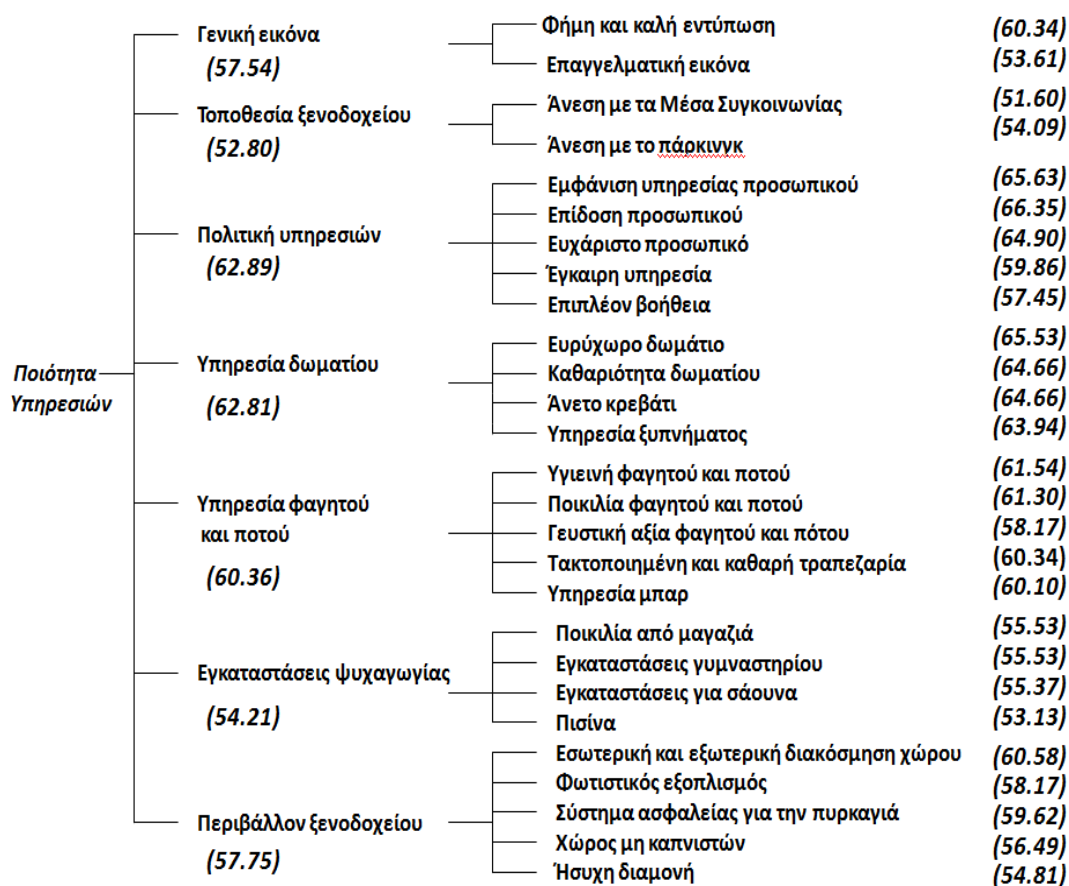 Ποιότητα
Υπηρεσιών
Γενική εικόνα
(57.54)
Φήμη και καλή εντύπωση (60.34)
Επαγγελματική εικόνα (53.61)
Τοποθεσία ξενοδοχείου
(52.80)
Άνεση με τα Μέσα Συγκοινωνίας (51.60)
Άνεση με το πάρκινγκ (54.09)
Πολιτική υπηρεσιών
(62.89)
Εμφάνιση υπηρεσίας προσωπικού (65.63)
Επίδοση προσωπικού (66.35)
Ευχάριστο προσωπικό (64.90)
Έγκαιρη υπηρεσία (59.86)
Επιπλέον βοήθεια (57.45)
Υπηρεσία δωματίου
(62.81)
Ευρύχωρο δωμάτιο (65.53)
Καθαριότητα δωματίου (64.66)
Άνετο κρεβάτι (64.66)
Υπηρεσία ξυπνήματος (63.94)
Υπηρεσία φαγητού
και ποτού
(60.36)
Υγιεινή φαγητού και ποτού (61.54)
Ποικιλία φαγητού και ποτού (61.30)
Γευστική αξία φαγητού και πότου (58.17)
Τακτοποιημένη και καθαρή τραπεζαρία (60.34)
Υπηρεσία μπαρ (60.10)
Εγκαταστάσεις ψυχαγωγίας
(54.21)
Ποικιλία από μαγαζιά (55.53)
Εγκαταστάσεις γυμναστηρίου (55.53)
Εγκαταστάσεις για σάουνα (55.37)
Πισίνα (53.13)
Περιβάλλον ξενοδοχείου
(57.75)
Εσωτερική και εξωτερική διακόσμηση χώρου (60.58)
Φωτιστικός εξοπλισμός (58.17)
Σύστημα ασφαλείας για την πυρκαγιά (59.62)
Χώρος μη καπνιστών (56.49)
Ήσυχη διαμονή (54.81)